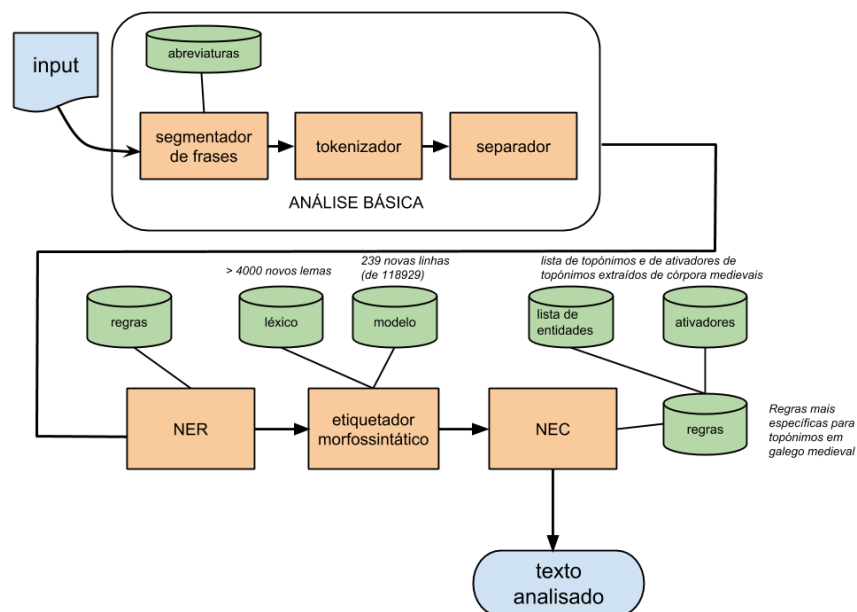 input
abreviaturas
segmentador
de frases
tokenizador
separador
ANÁLISE BÁSICA
> 4000 novos lemas
239 novas linhas
(de 118929)
lista de topónimos e de ativadores de
topónimos extraídos de córpora medievais
regras
léxico
modelo
lista de
entidades
ativadores
NER
etiquetador
morfossintático
NEC
regras
Regras mais
específicas para
topónimos em
galego medieval
texto
analisado